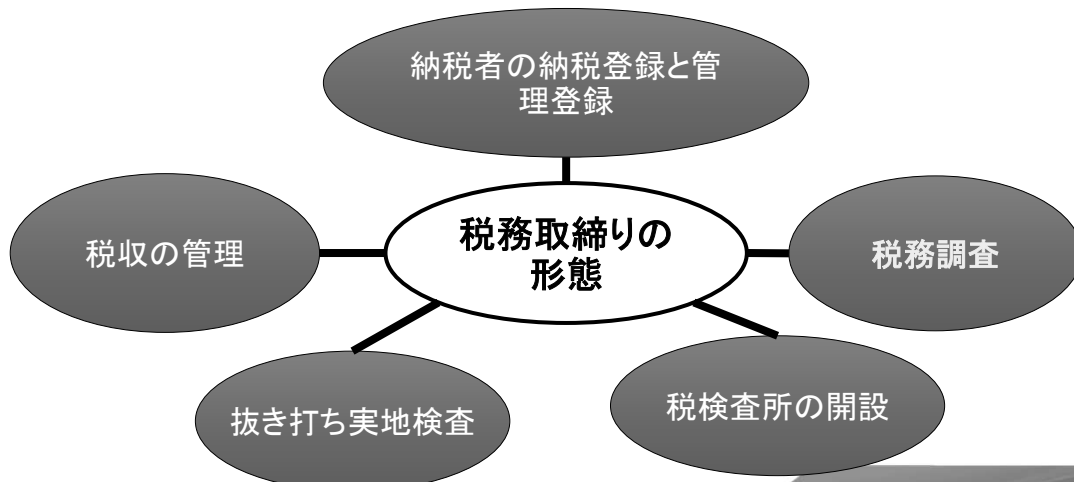 納税者の納税登録と管
理登録
税務取締りの
形態
税収の管理
税務調査
抜き打ち実地検査
税検査所の開設